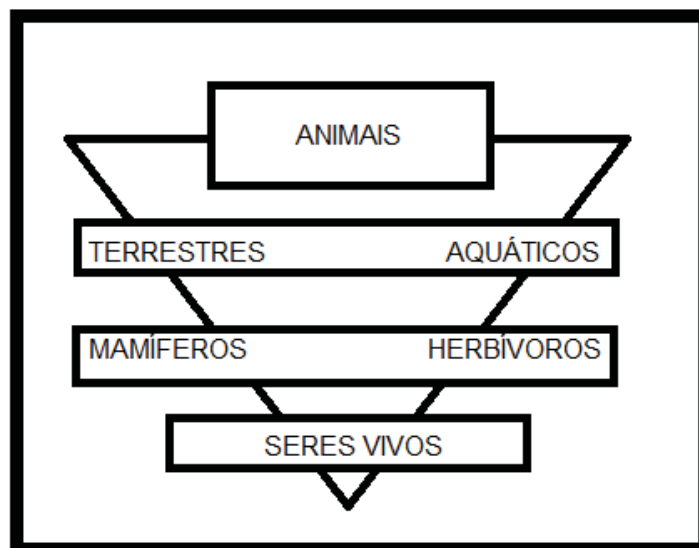 ANIMAIS
TERRESTRES AQUÁTICOS
MAMÍFEROS HERBÍVOROS
SERES VIVOS